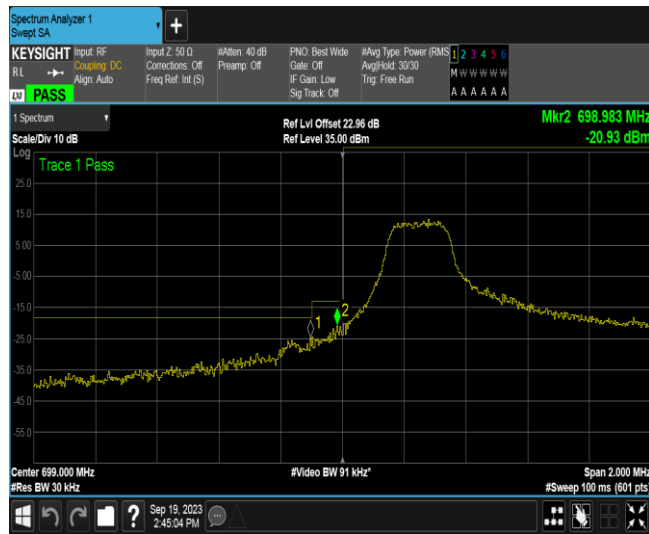 Spectrum Analyzer 1
Swept SA
+
KEYSIGHT
RL
LXI PASS
Input: RF
Coupling: DC
Align: Auto
Input Z: 50 Ω
Corrections: Off
Freq Ref: Int (S)
#Atten: 40 dB
Preamp: Off
PNO: Best Wide
Gate: Off
IF Gain: Low
Sig Track: Off
#Avg Type: Power (RMS
Avg|Hold: 30/30
Trig: Free Run
1 2 3 4 5 6
M W W W W W
A A A A A A
1 Spectrum
Scale/Div 10 dB
Ref Lvl Offset 22.96 dB
Ref Level 35.00 dBm
Mkr2 698.983 MHz
-20.93 dBm
Log
Trace 1 Pass
25.0
15.0
5.00
-5.00
-15.0
-25.0
-35.0
-45.0
-55.0
1
2
Center 699.000 MHz
#Res BW 30 kHz
#Video BW 91 kHz*
Span 2.000 MHz
#Sweep 100 ms (601 pts)
?
Sep 19, 2023
2:45:04 PM